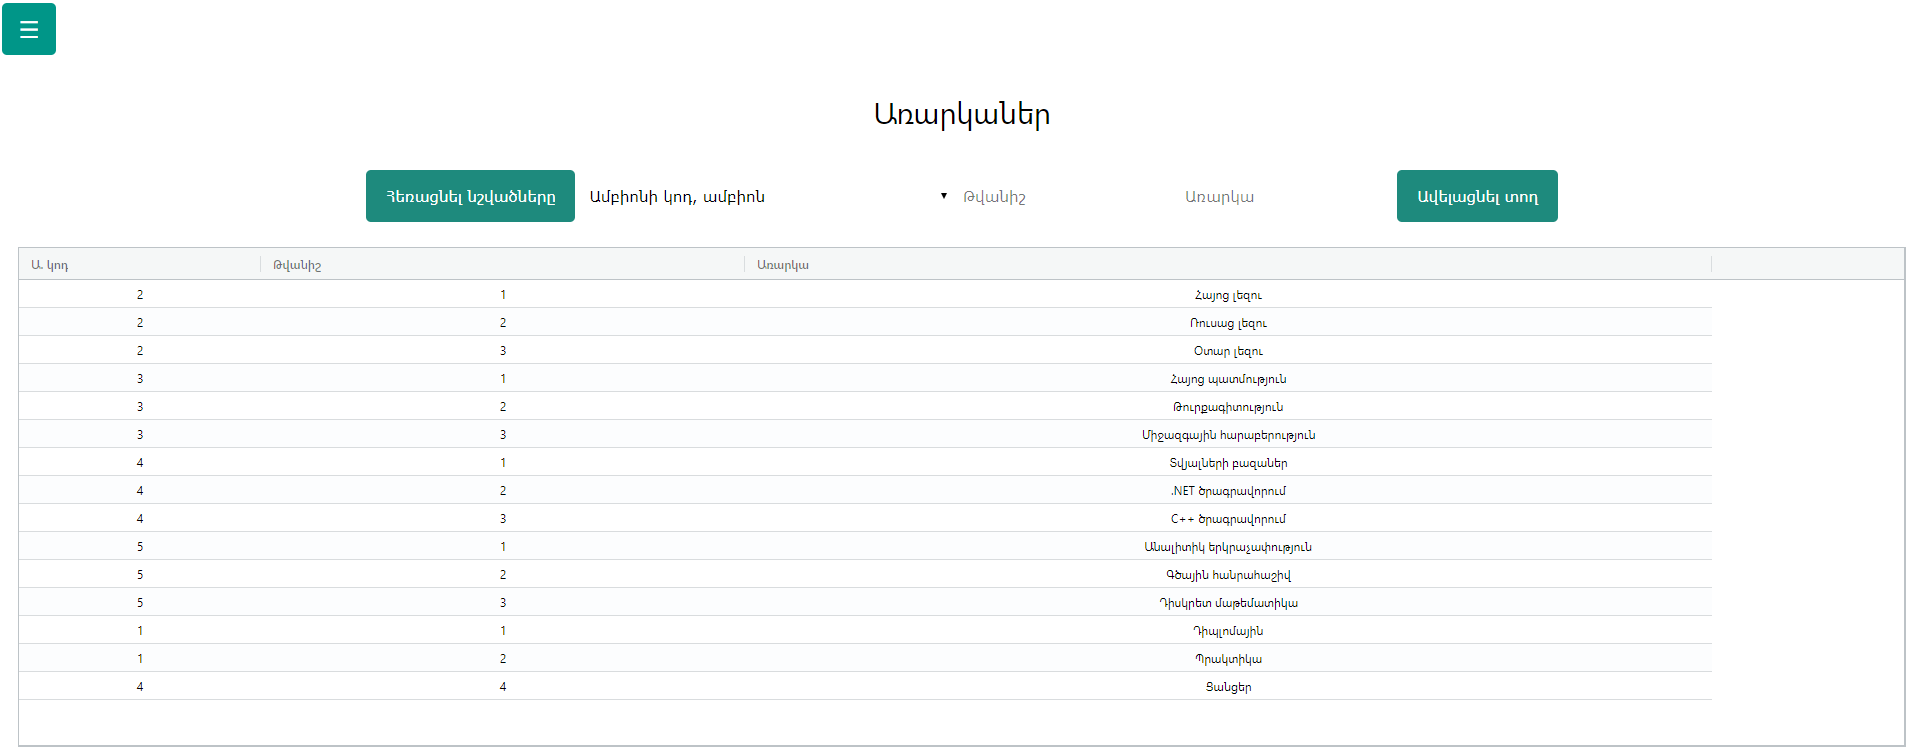 Առարկաներ
Հեռացնել նշվածները Ամբիոնի կոդ, ամբիոն Թվանիշ Առարկա Ավելացնել տող
Ա. կոդ Թվանիշ Առարկա
2 1 Հայոց լեզու
2 2 Ռուսաց լեզու
2 3 Օտար լեզու
3 1 Հայոց պատմություն
3 2 Թուրքագիտություն
3 3 Միջազգային հարաբերություն
4 1 Տվյալների բազաներ
4 2 .NET ծրագրավորում
4 3 C++ ծրագրավորում
5 1 Անալիտիկ երկրաչափություն
5 2 Գծային հանրահաշիվ
5 3 Դիսկրետ մաթեմատիկա
1 1 Դիպլոմային
1 2 Պրակտիկա
4 4 Ցանցեր